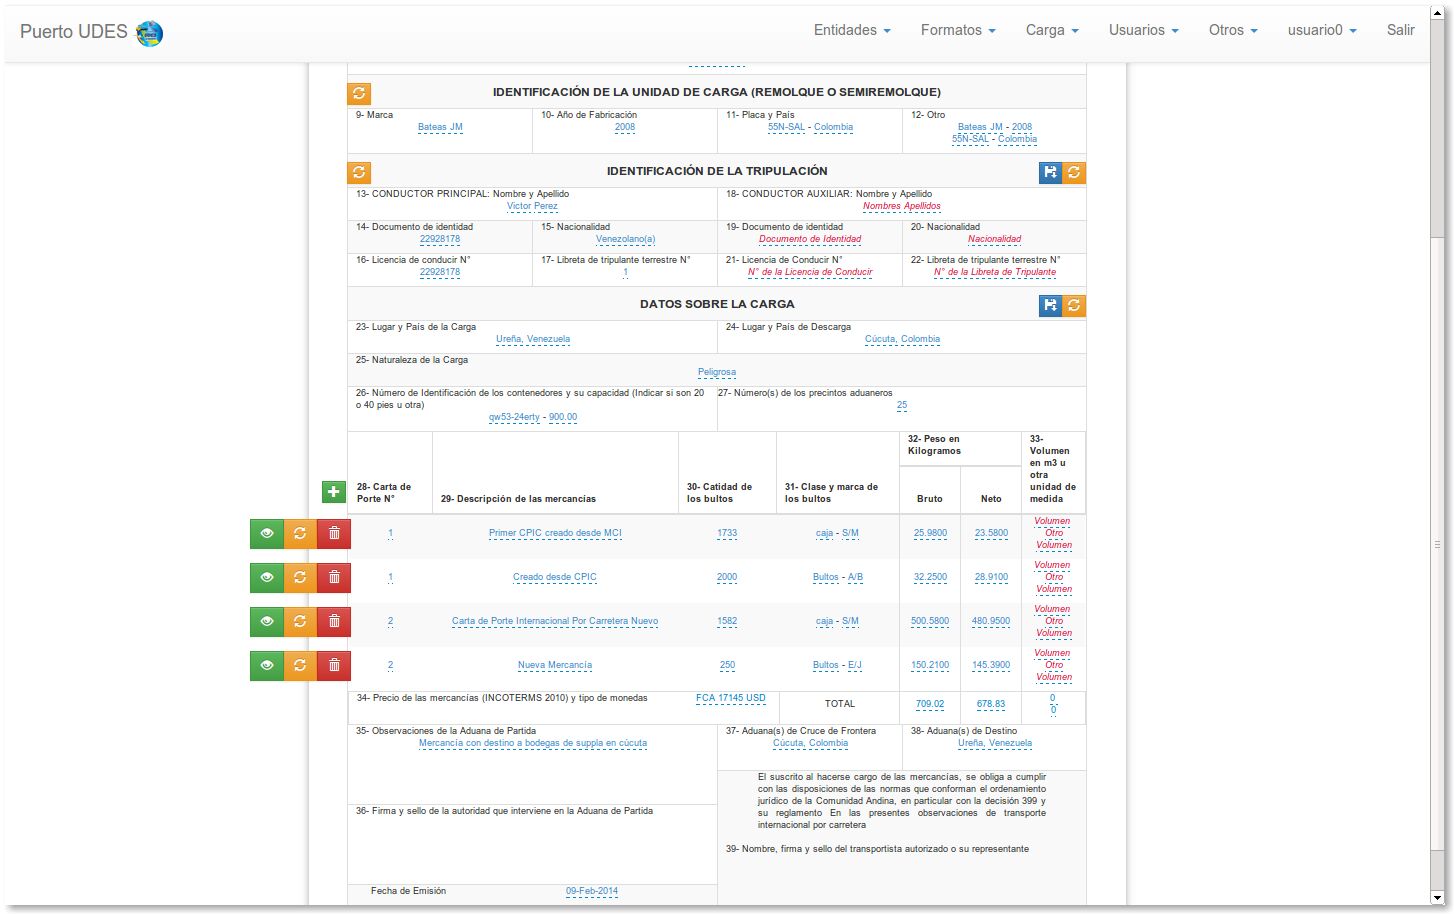 Puerto UDES
Entidades Formatos Carga Usuarios Otros usuario0 Salir
IDENTIFICACIÓN DE LA UNIDAD DE CARGA (REMOLQUE O SEMIREMOLQUE)
9- Marca
Bateas JM
10- Año de Fabricación
2008
11- Placa y País
55N-SAL - Colombia
12- Otro
Bateas JM - 2008
55N-SAL - Colombia
IDENTIFICACIÓN DE LA TRIPULACIÓN
13- CONDUCTOR PRINCIPAL: Nombre y Apellido
Victor Perez
18- CONDUCTOR AUXILIAR: Nombre y Apellido
Nombres Apellidos
14- Documento de identidad
22928178
15- Nacionalidad
Venezolano(a)
19- Documento de identidad
Documento de Identidad
20- Nacionalidad
Nacionalidad
16- Licencia de conducir N°
22928178
17- Libreta de tripulante terrestre N°
1
21- Licencia de Conducir N°
N° de la Licencia de Conducir
22- Libreta de tripulante terrestre N°
N° de la Libreta de Tripulante
DATOS SOBRE LA CARGA
23- Lugar y País de la Carga
Ureña, Venezuela
24- Lugar y País de Descarga
Cúcuta, Colombia
25- Naturaleza de la Carga
Peligrosa
26- Número de Identificación de los contenedores y su capacidad (Indicar si son 20
o 40 pies u otra)
qw53-24erty - 900.00
27- Número(s) de los precintos aduaneros
25
28- Carta de
Porte N°
29- Descripción de las mercancías
30- Catidad de
los bultos
31- Clase y marca de
los bultos
32- Peso en
Kilogramos
Bruto Neto
33-
Volumen
en m3 u
otra
unidad de
medida
1 Primer CPIC creado desde MCI 1733 caja - S/M 25.9800 23.5800
Volumen
Otro
Volumen
1 Creado desde CPIC 2000 Bultos - A/B 32.2500 28.9100
Volumen
Otro
Volumen
2 Carta de Porte Internacional Por Carretera Nuevo 1582 caja - S/M 500.5800 480.9500
Volumen
Otro
Volumen
2 Nueva Mercancía 250 Bultos - E/J 150.2100 145.3900
Volumen
Otro
Volumen
34- Precio de las mercancías (INCOTERMS 2010) y tipo de monedas FCA 17145 USD
TOTAL 709.02 678.83
0
0
35- Observaciones de la Aduana de Partida
Mercancía con destino a bodegas de suppla en cúcuta
37- Aduana(s) de Cruce de Frontera
Cúcuta, Colombia
38- Aduana(s) de Destino
Ureña, Venezuela
El suscrito al hacerse cargo de las mercancías, se obliga a cumplir
con las disposiciones de las normas que conforman el ordenamiento
jurídico de la Comunidad Andina, en particular con la decisión 399 y
su reglamento En las presentes observaciones de transporte
internacional por carretera
36- Firma y sello de la autoridad que interviene en la Aduana de Partida
39- Nombre, firma y sello del transportista autorizado o su representante
Fecha de Emisión 09-Feb-2014